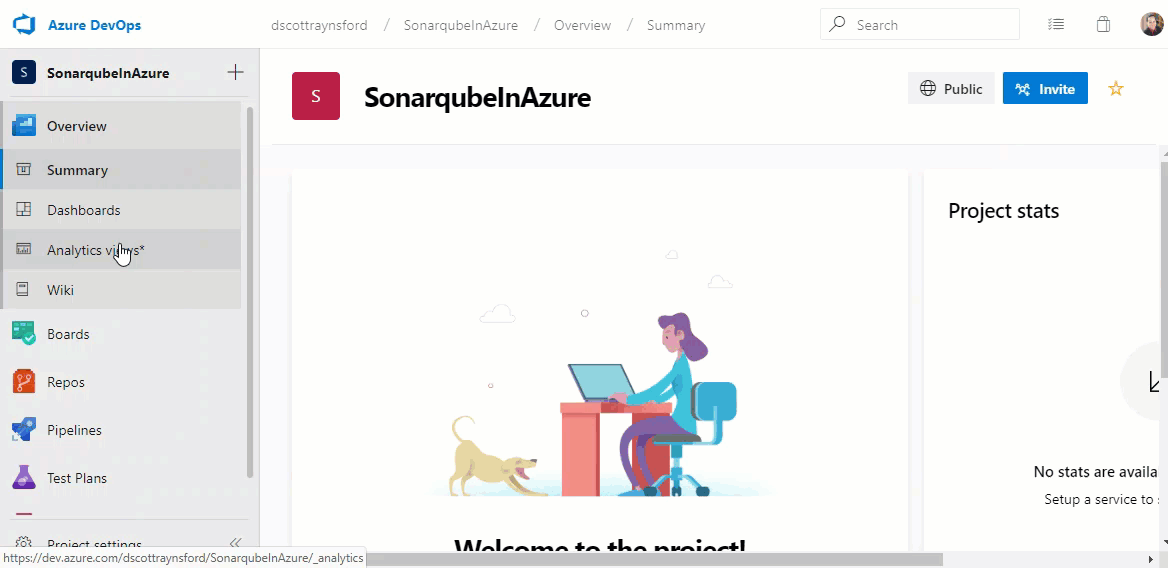 Azure DevOps
dscottraynsford / SonarqubeInAzure / Overview / Summary
Search
S SonarqubeInAzure
Overview
Summary
Dashboards
Analytics views*
Wiki
Boards
Repos
Pipelines
Test Plans
Project settings
https://dev.azure.com/dscottraynsford/SonarqubeInAzure/_analytics
S SonarqubeInAzure
Public
Invite
Welcome to the project!
Project stats
No stats are availa
Setup a service to